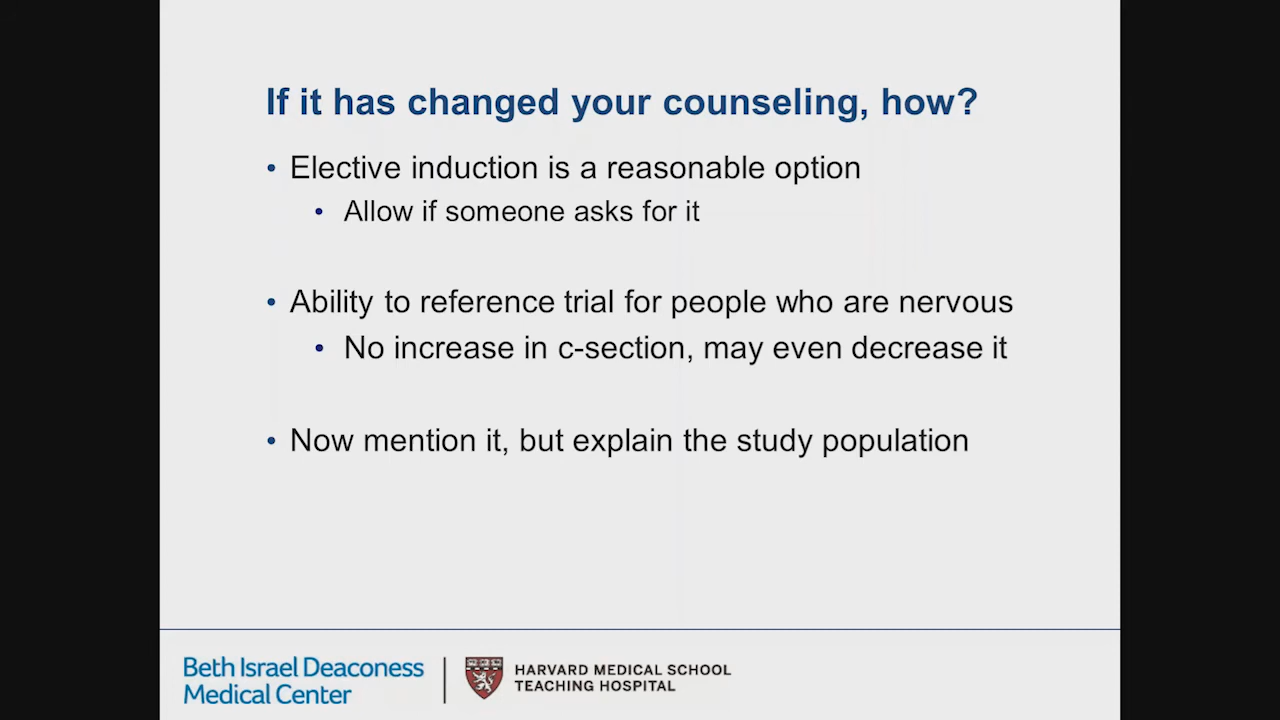 If it has changed your counseling, how?
• Elective induction is a reasonable option
• Allow if someone asks for it
• Ability to reference trial for people who are nervous
• No increase in c-section, may even decrease it
• Now mention it, but explain the study population
Beth Israel Deaconess
Medical Center
HARVARD MEDICAL SCHOOL
TEACHING HOSPITAL